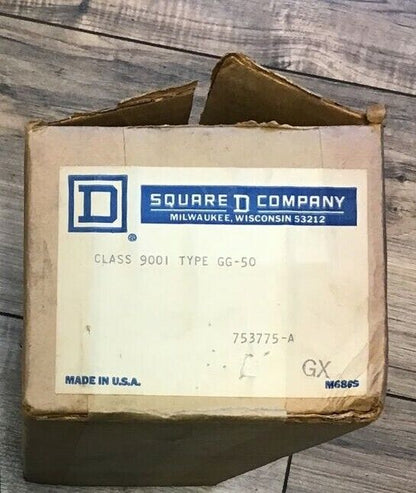 D
SQUARE D COMPANY
MILWAUKEE, WISCONSIN 53212
®
CLASS 9001 TYPE GG-50
753775-A
GX
MADE IN U.S.A.
M6865